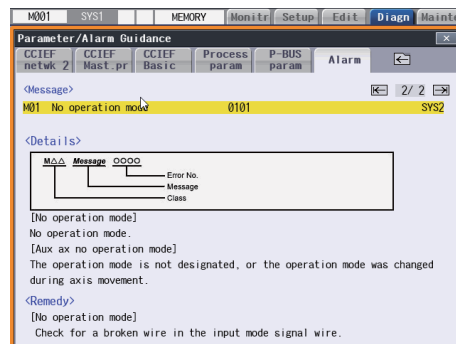 M001 SYS1 MEMORY Monitr Setup Edit Diagn Mainte
Parameter/Alarm Guidance
CCIEF netwk 2 CCIEF Mast.pr CCIEF Basic Process param P-BUS param Alarm
<Message> 2/ 2
M01 No operation mode 0101 SYS2
<Details>
M△△ Message ○○○○
Error No.
Message
Class
[No operation mode]
No operation mode.
[Aux ax no operation mode]
The operation mode is not designated, or the operation mode was changed
during axis movement.
<Remedy>
[No operation mode]
Check for a broken wire in the input mode signal wire.